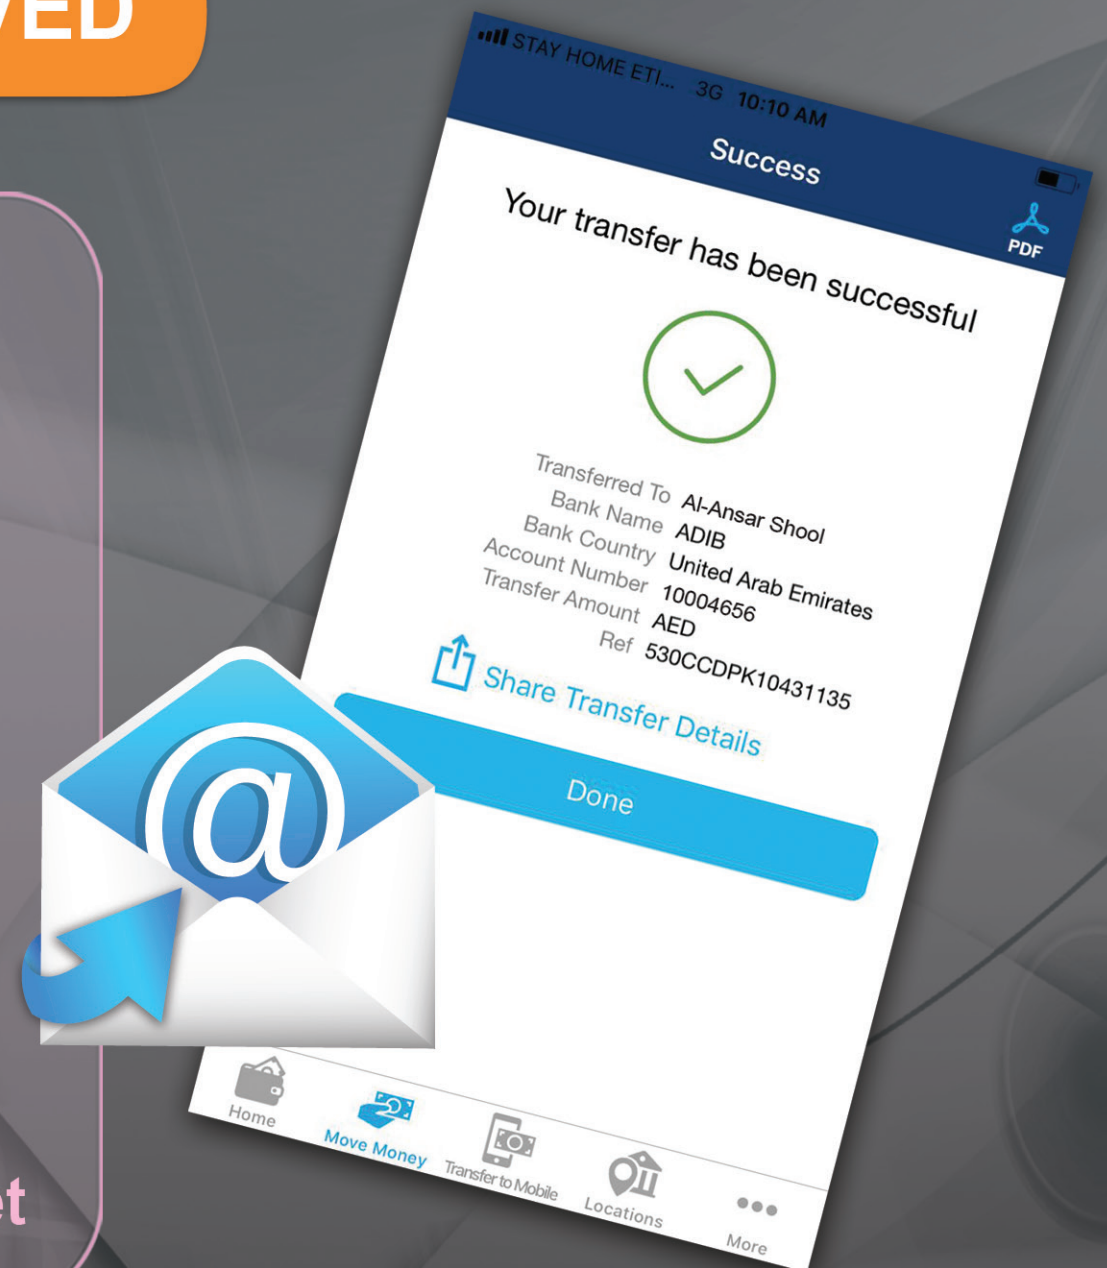 VED
STAY HOME ETI... 3G 10:10 AM
Success
PDF
Your transfer has been successful
Transferred To Al-Ansar Shool
Bank Name ADIB
Bank Country United Arab Emirates
Account Number 10004656
Transfer Amount AED
Ref 530CCDPK10431135
Share Transfer Details
Done
@
Home
Move Money
Transfer to Mobile
Locations
More
et